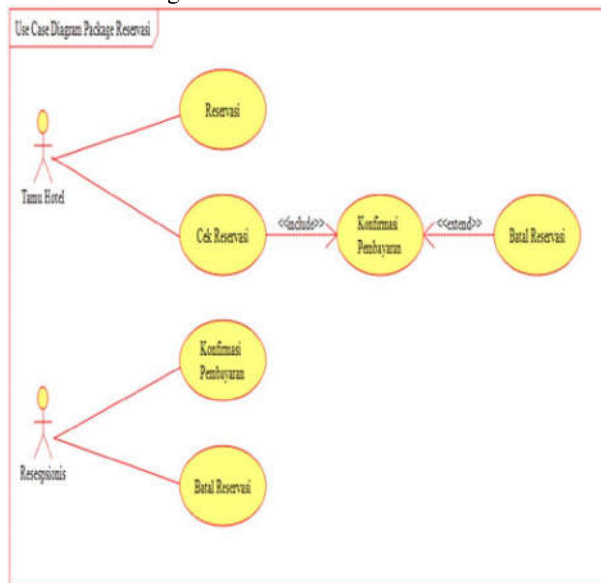 Use Case Diagram Package Reservasi
Reservasi
Tamu Hotel
Cek Reservasi
<<include>>
Konfirmasi
Pembayaran
<<extend>>
Batal Reservasi
Konfirmasi
Pembayaran
Resespsionis
Batal Reservasi